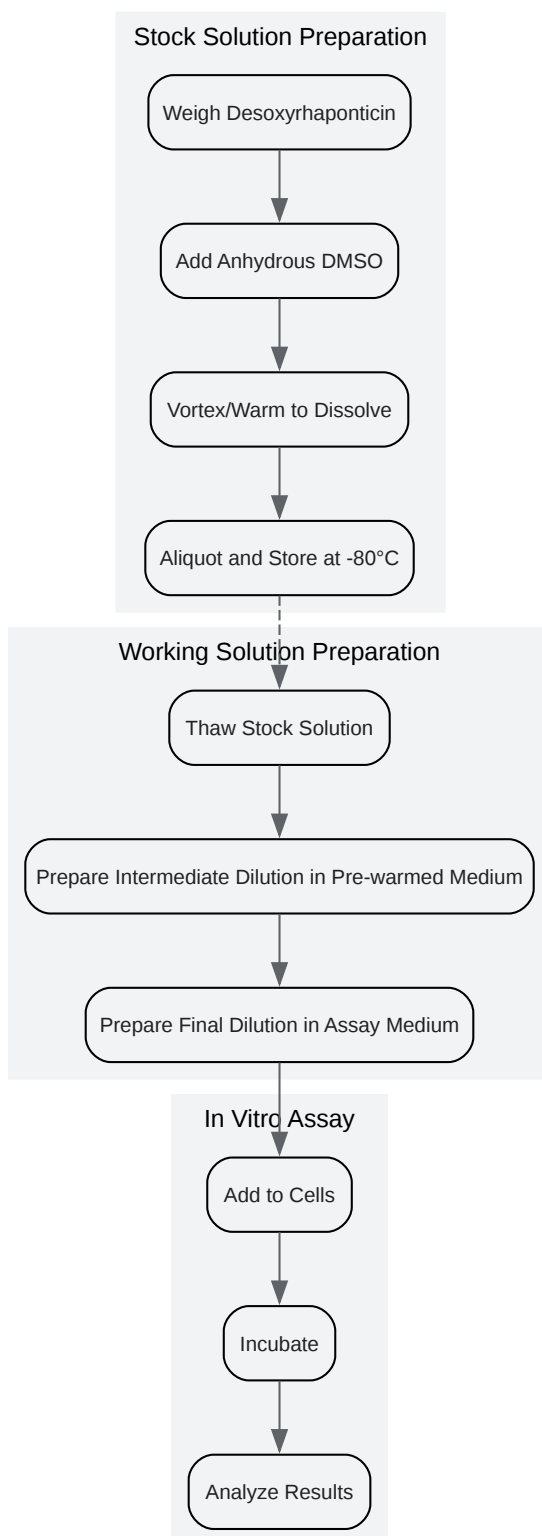 Stock Solution Preparation
Weigh Desoxyrhaponticin
Add Anhydrous DMSO
Vortex/Warm to Dissolve
Aliquot and Store at -80°C
Working Solution Preparation
Thaw Stock Solution
Prepare Intermediate Dilution in Pre-warmed Medium
Prepare Final Dilution in Assay Medium
In Vitro Assay
Add to Cells
Incubate
Analyze Results